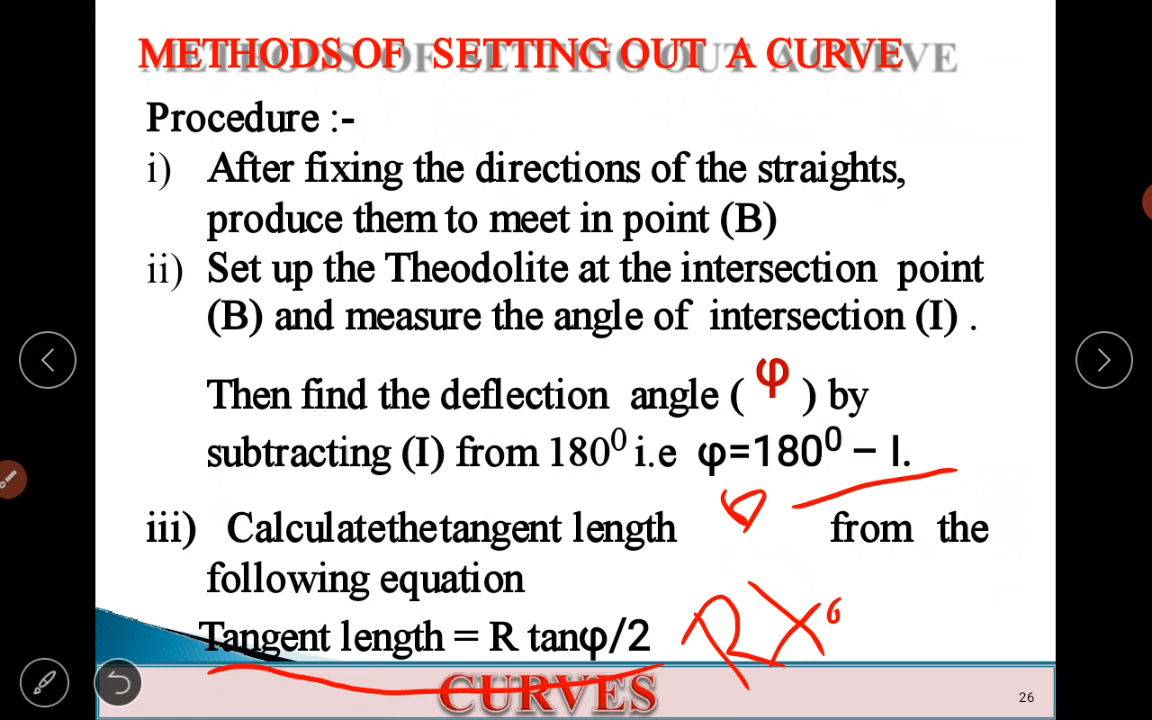 METHODS OF SETTING OUT A CURVE
Procedure :-
i) After fixing the directions of the straights,
produce them to meet in point (B)
ii) Set up the Theodolite at the intersection point
(B) and measure the angle of intersection (I) .
Then find the deflection angle ( φ ) by
subtracting (I) from 180⁰ i.e φ=180⁰ – I.
iii) Calculatethetangent length from the
following equation
Tangent length = R tanφ/2
CURVES
26